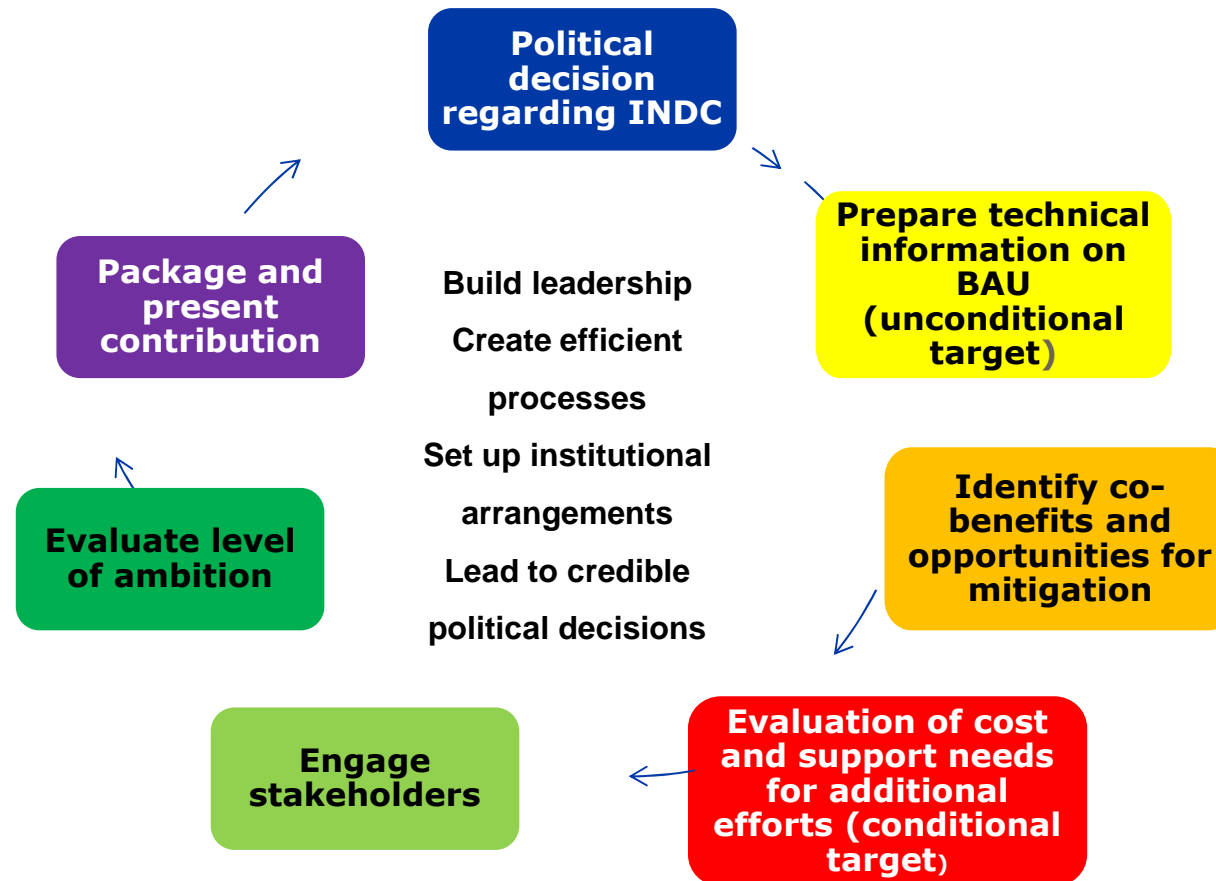 Political
decision
regarding INDC
Prepare technical
information on
BAU
(unconditional
target)
Identify co-
benefits and
opportunities for
mitigation
Evaluation of cost
and support needs
for additional
efforts (conditional
target)
Engage
stakeholders
Evaluate level
of ambition
Package and
present
contribution
Build leadership
Create efficient
processes
Set up institutional
arrangements
Lead to credible
political decisions